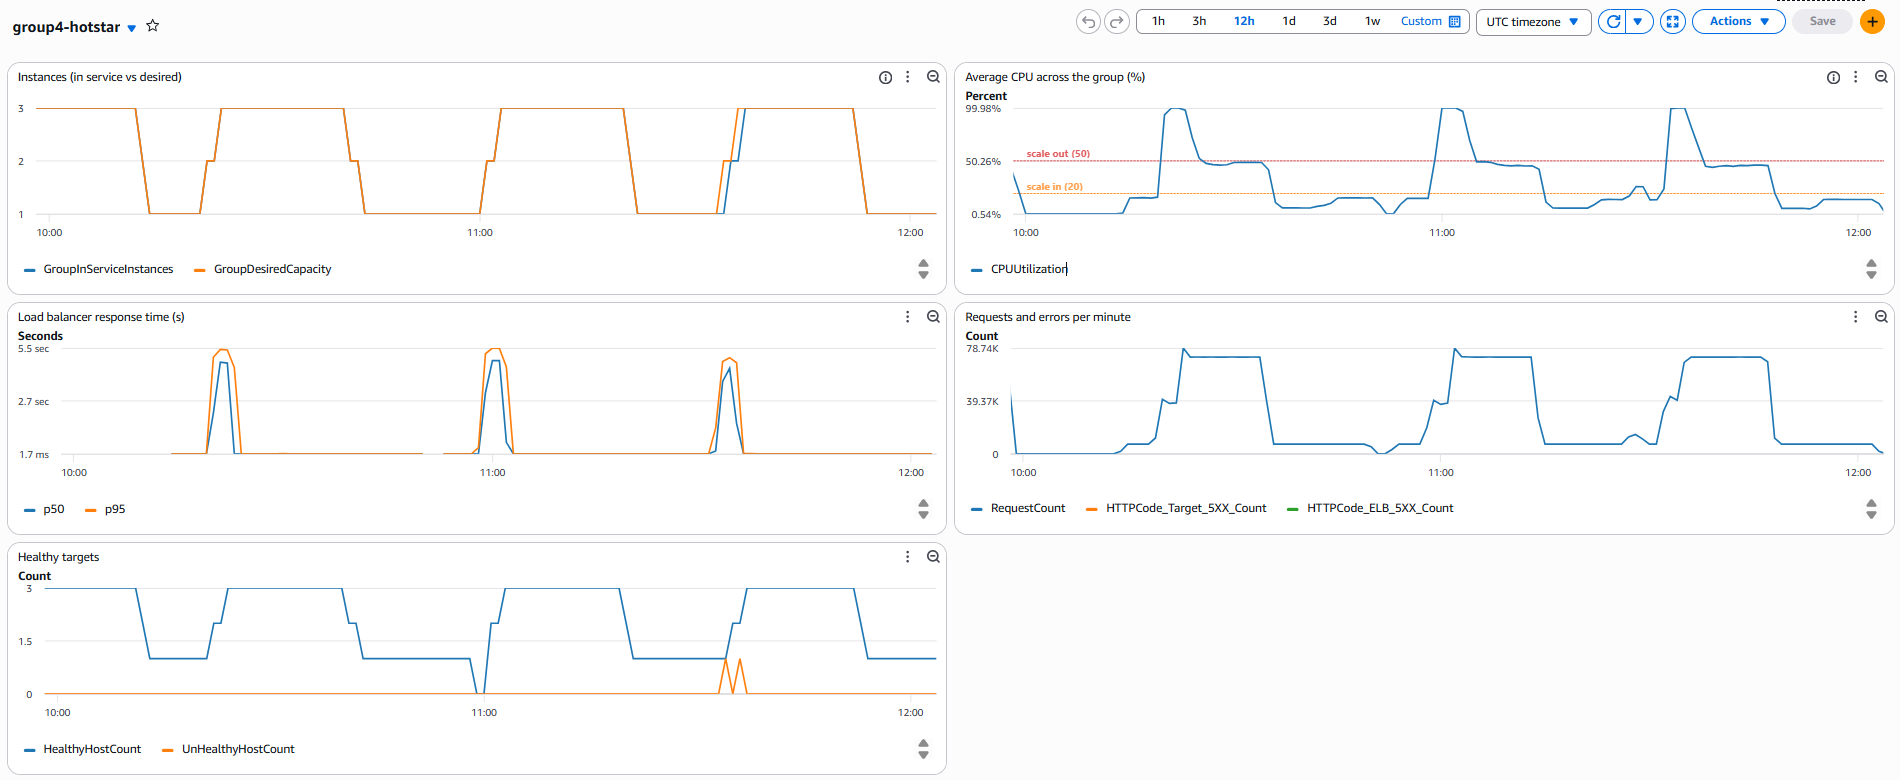 group4-hotstar
1h 3h 12h 1d 3d 1w Custom UTC timezone Actions Save
Instances (in service vs desired)
3
2
1
10:00 11:00 12:00
GroupInServiceInstances GroupDesiredCapacity
Average CPU across the group (%)
Percent
99.98%
scale out (50)
50.26%
scale in (20)
0.54%
10:00 11:00 12:00
CPUUtilization
Load balancer response time (s)
Seconds
5.5 sec
2.7 sec
1.7 ms
10:00 11:00 12:00
p50 p95
Requests and errors per minute
Count
78.74K
39.37K
0
10:00 11:00 12:00
RequestCount HTTPCode_Target_5XX_Count HTTPCode_ELB_5XX_Count
Healthy targets
Count
3
1.5
0
10:00 11:00 12:00
HealthyHostCount UnHealthyHostCount